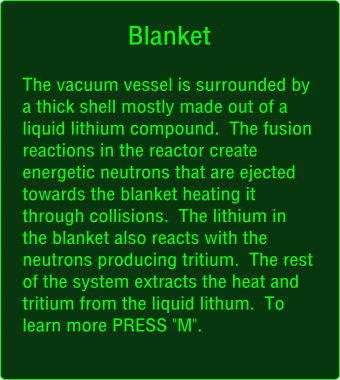 Blanket
The vacuum vessel is surrounded by
a thick shell mostly made out of a
liquid lithium compound.  The fusion
reactions in the reactor create
energetic neutrons that are ejected
towards the blanket heating it
through collisions.  The lithium in
the blanket also reacts with the
neutrons producing tritium.  The rest
of the system extracts the heat and
tritium from the liquid lithum.  To
learn more PRESS "M".